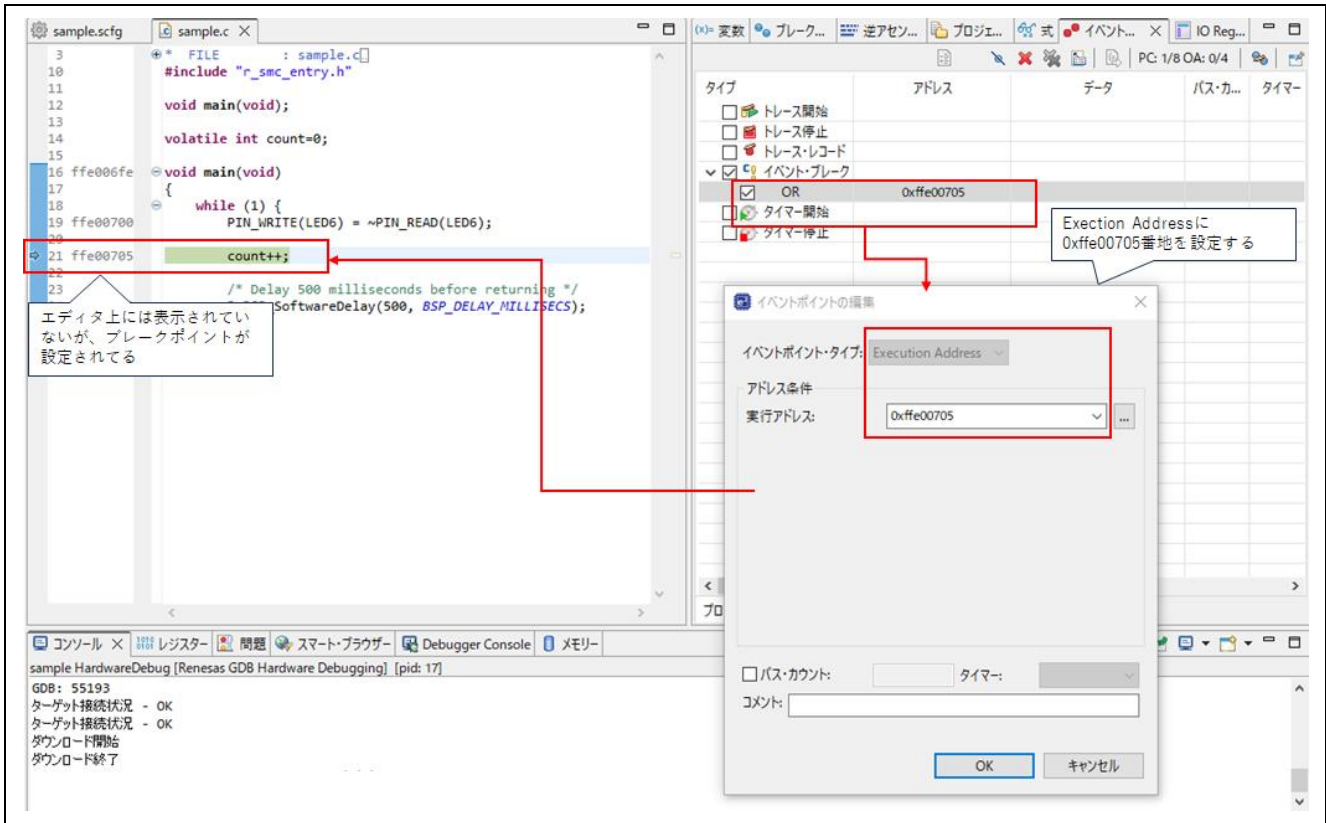 sample.scfg
sample.c
3 * FILE : sample.c
10 #include "r_smc_entry.h"
11
12 void main(void);
13
14 volatile int count=0;
15
16 ffe006fe void main(void)
17 {
18 while (1) {
19 ffe00700 PIN_WRITE(LED6) = ~PIN_READ(LED6);
20
21 ffe00705 count++;
22
23 /* Delay 500 milliseconds before returning */
SoftwareDelay(500, BSP_DELAY_MILLISECS);
エディタ上には表示されてい
ないが、ブレークポイントが
設定されてる
(x)= 変数 ブレーク... 逆アセン... プロジェ... 式 イベント... IO Reg...
PC: 1/8 OA: 0/4
タイプ アドレス データ パス・カ... タイマー
トレース開始
トレース停止
トレース・レコード
イベント・ブレーク
OR 0xffe00705
タイマー開始
タイマー停止
Exection Addressに
0xffe00705番地を設定する
イベントポイントの編集
イベントポイント・タイプ: Execution Address
アドレス条件
実行アドレス: 0xffe00705 ...
パス・カウント: タイマー:
コメント:
OK キャンセル
コンソール レジスター 問題 スマート・ブラウザー Debugger Console メモリー
sample HardwareDebug [Renesas GDB Hardware Debugging] [pid: 17]
GDB: 55193
ターゲット接続状況 - OK
ターゲット接続状況 - OK
ダウンロード開始
ダウンロード終了